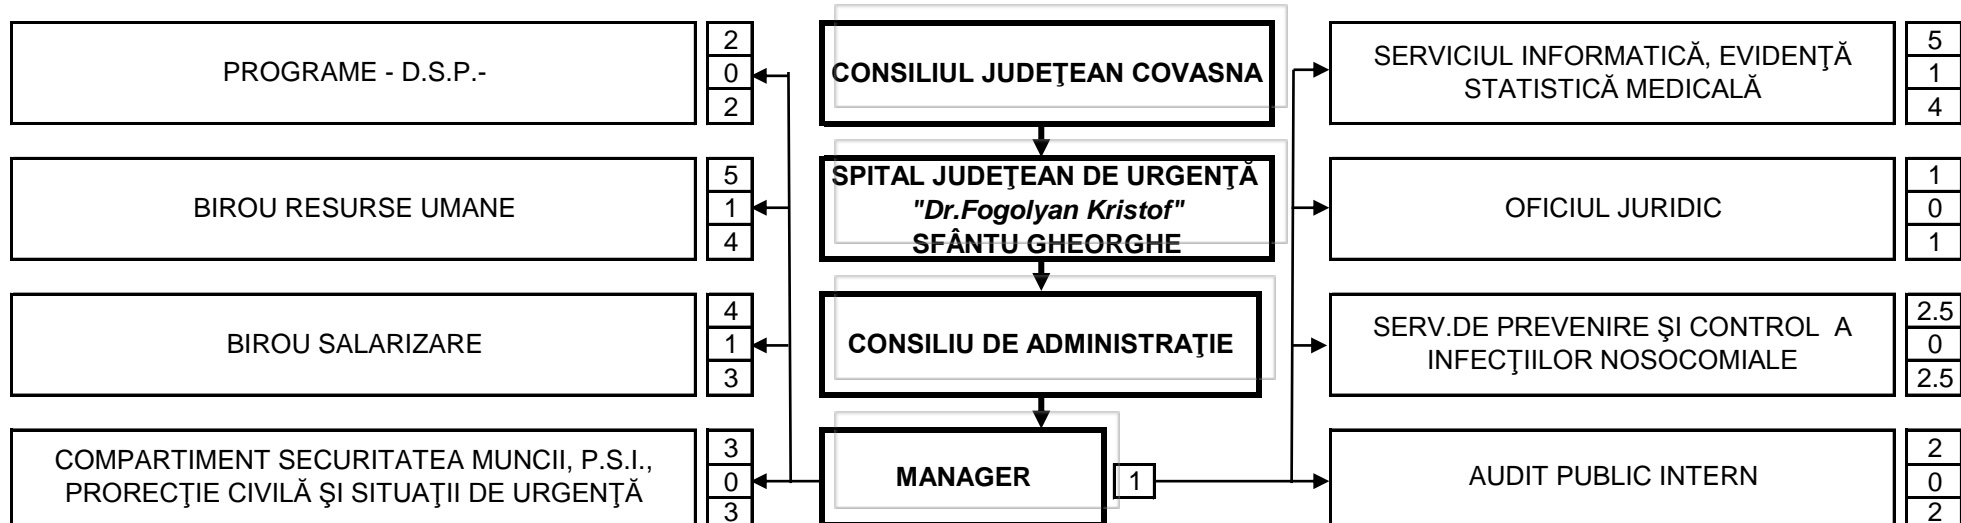 PROGRAME - D.S.P.-
2
0
2
CONSILIUL JUDEŢEAN COVASNA
SERVICIUL INFORMATICĂ, EVIDENŢĂ
STATISTICĂ MEDICALĂ
5
1
4
BIROU RESURSE UMANE
5
1
4
SPITAL JUDEŢEAN DE URGENŢĂ
"Dr.Fogolyan Kristof"
SFÂNTU GHEORGHE
OFICIUL JURIDIC
1
0
1
BIROU SALARIZARE
4
1
3
CONSILIU DE ADMINISTRAŢIE
SERV.DE PREVENIRE ŞI CONTROL A
INFECŢIILOR NOSOCOMIALE
2.5
0
2.5
COMPARTIMENT SECURITATEA MUNCII, P.S.I.,
PRORECŢIE CIVILĂ ŞI SITUAŢII DE URGENŢĂ
3
0
3
MANAGER
1
AUDIT PUBLIC INTERN
2
0
2